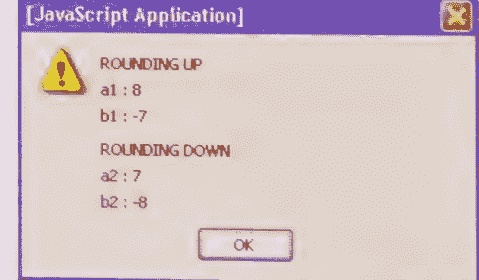 [JavaScript Application]
ROUNDING UP
a1 : 8
b1 : -7
ROUNDING DOWN
a2 : 7
b2 : -8
OK